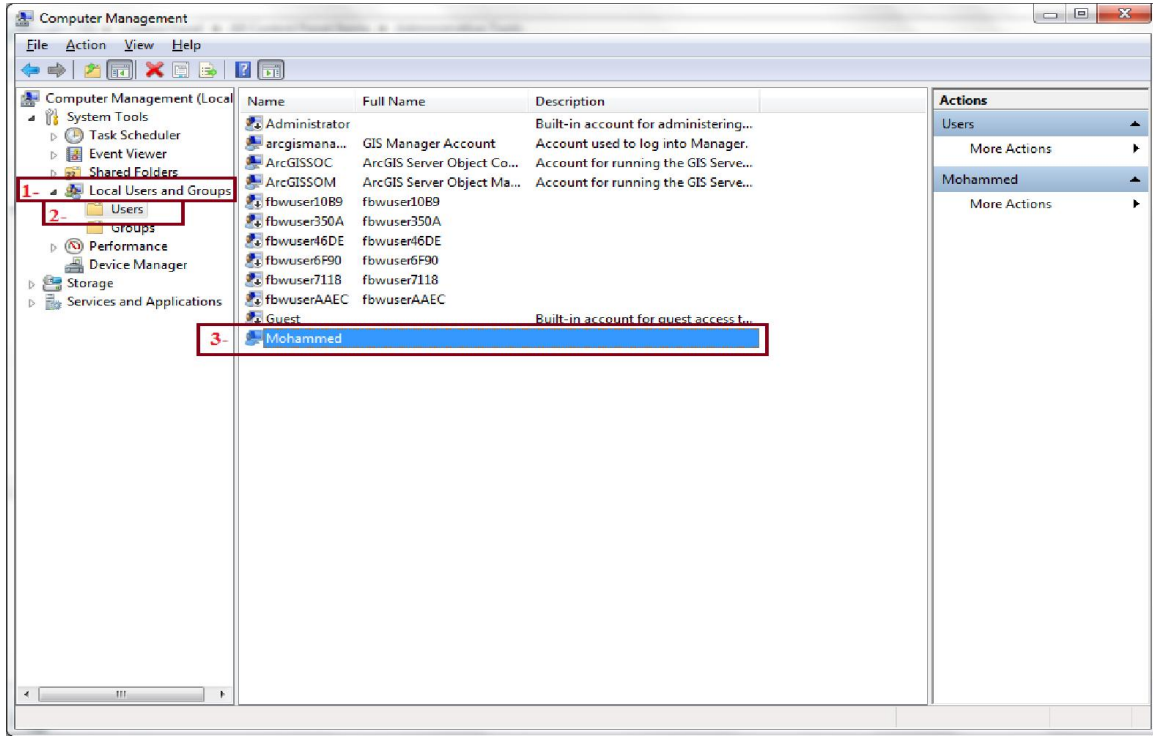 Computer Management
File Action View Help
Computer Management (Local
System Tools
Task Scheduler
Event Viewer
Shared Folders
1- Local Users and Groups
2- Users
Groups
Performance
Device Manager
Storage
Services and Applications
Name Full Name Description
Administrator Built-in account for administering...
arcgismana... GIS Manager Account Account used to log into Manager.
ArcGISSOC ArcGIS Server Object Co... Account for running the GIS Serve...
ArcGISSOM ArcGIS Server Object Ma... Account for running the GIS Serve...
fbwuser10B9 fbwuser10B9
fbwuser350A fbwuser350A
fbwuser46DE fbwuser46DE
fbwuser6F90 fbwuser6F90
fbwuser7118 fbwuser7118
fbwuserAAEC fbwuserAAEC
Guest Built-in account for guest access t...
3- Mohammed
Actions
Users
More Actions
Mohammed
More Actions